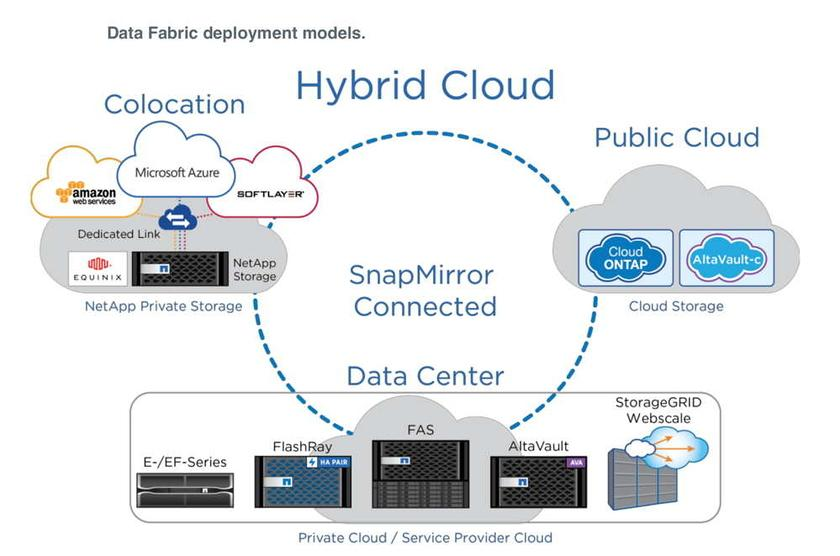 Data Fabric deployment models.
Hybrid Cloud
Colocation
Public Cloud
Microsoft Azure
amazon
web services
SOFTLAYER
Dedicated Link
EQUINIX
NetApp
Storage
NetApp Private Storage
Cloud
ONTAP
AltaVault-c
Cloud Storage
SnapMirror
Connected
Data Center
StorageGRID
Webscale
FAS
FlashRay
AltaVault
E-/EF-Series
HA PAIR
AVA
Private Cloud / Service Provider Cloud